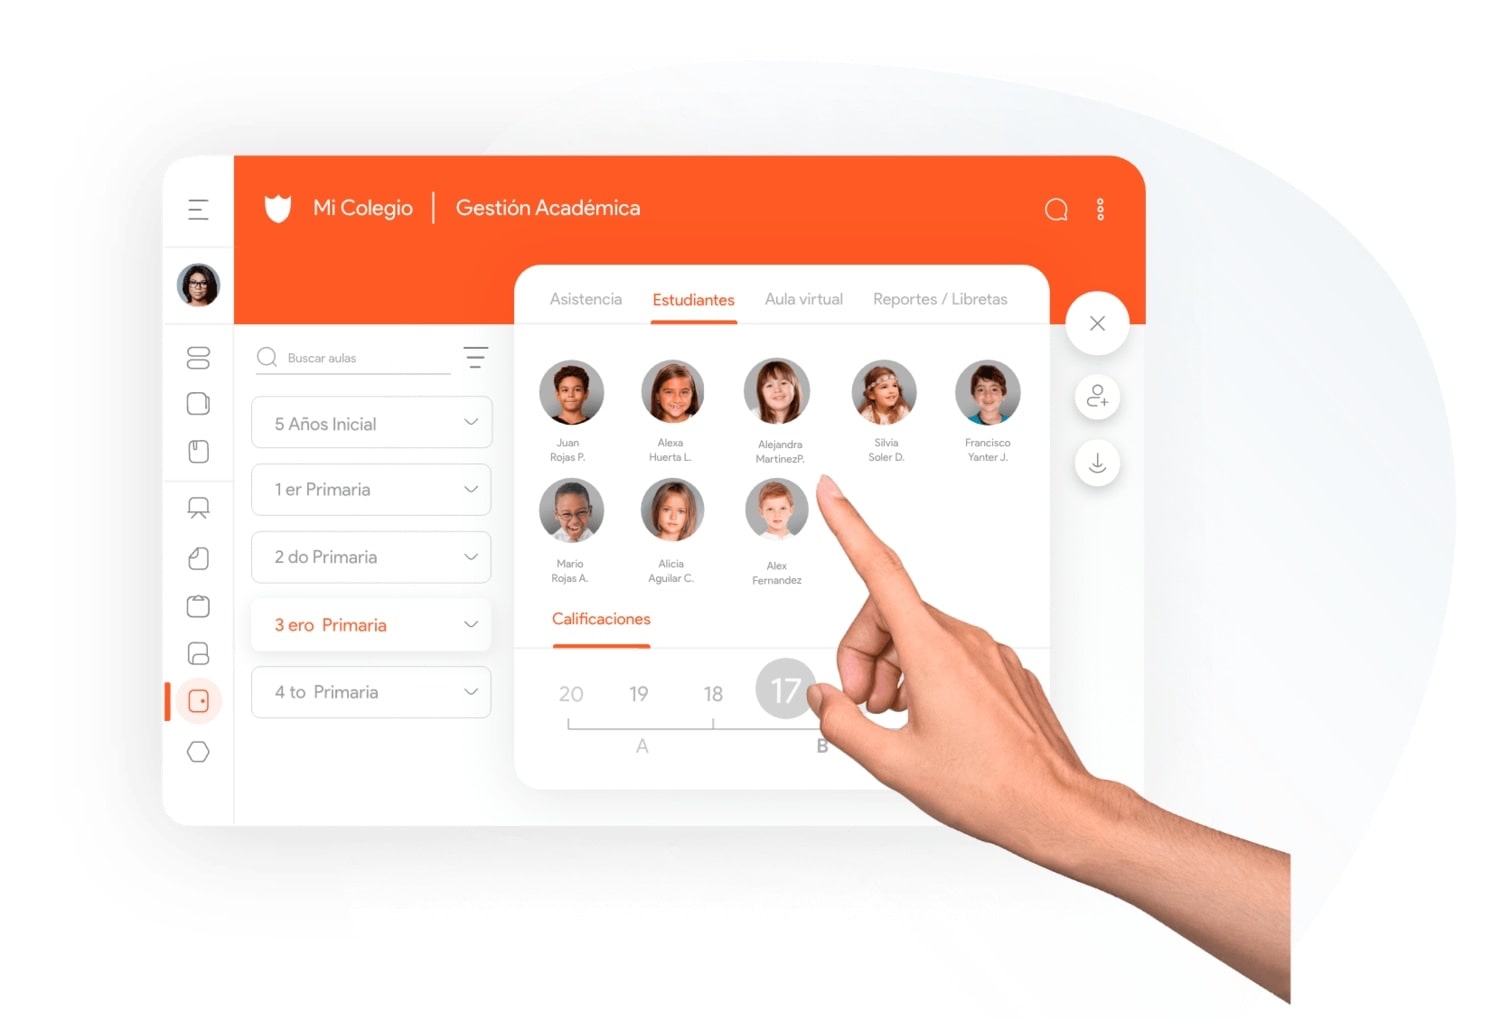 Mi Colegio | Gestión Académica
Asistencia Estudiantes Aula virtual Reportes / Libretas
Buscar aulas
5 Años Inicial
1 er Primaria
2 do Primaria
3 ero Primaria
4 to Primaria
Juan
Rojas P.
Alexa
Huerta L.
Alejandra
MartinezP.
Silvia
Soler D.
Francisco
Yanter J.
Mario
Rojas A.
Alicia
Aguilar C.
Alex
Fernandez
Calificaciones
20 19 18 17
A B